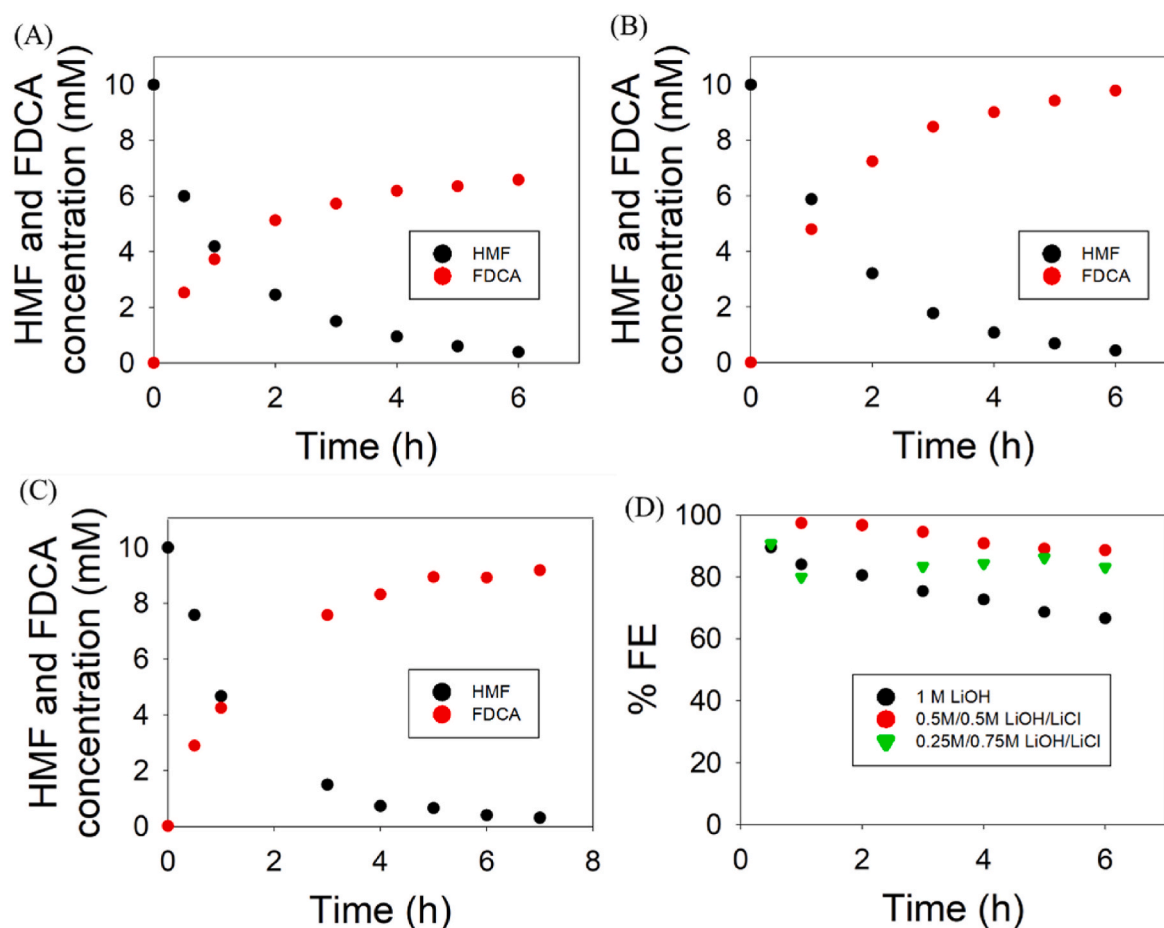 (A)
HMF and FDCA
concentration (mM)
10
8
6
4
2
0
HMF
FDCA
0 2 4 6
Time (h)
(B)
HMF and FDCA
concentration (mM)
10
8
6
4
2
0
HMF
FDCA
0 2 4 6
Time (h)
(C)
HMF and FDCA
concentration (mM)
10
8
6
4
2
0
HMF
FDCA
0 2 4 6 8
Time (h)
(D)
% FE
100
80
60
40
20
0
1 M LiOH
0.5M/0.5M LiOH/LiCl
0.25M/0.75M LiOH/LiCl
0 2 4 6
Time (h)